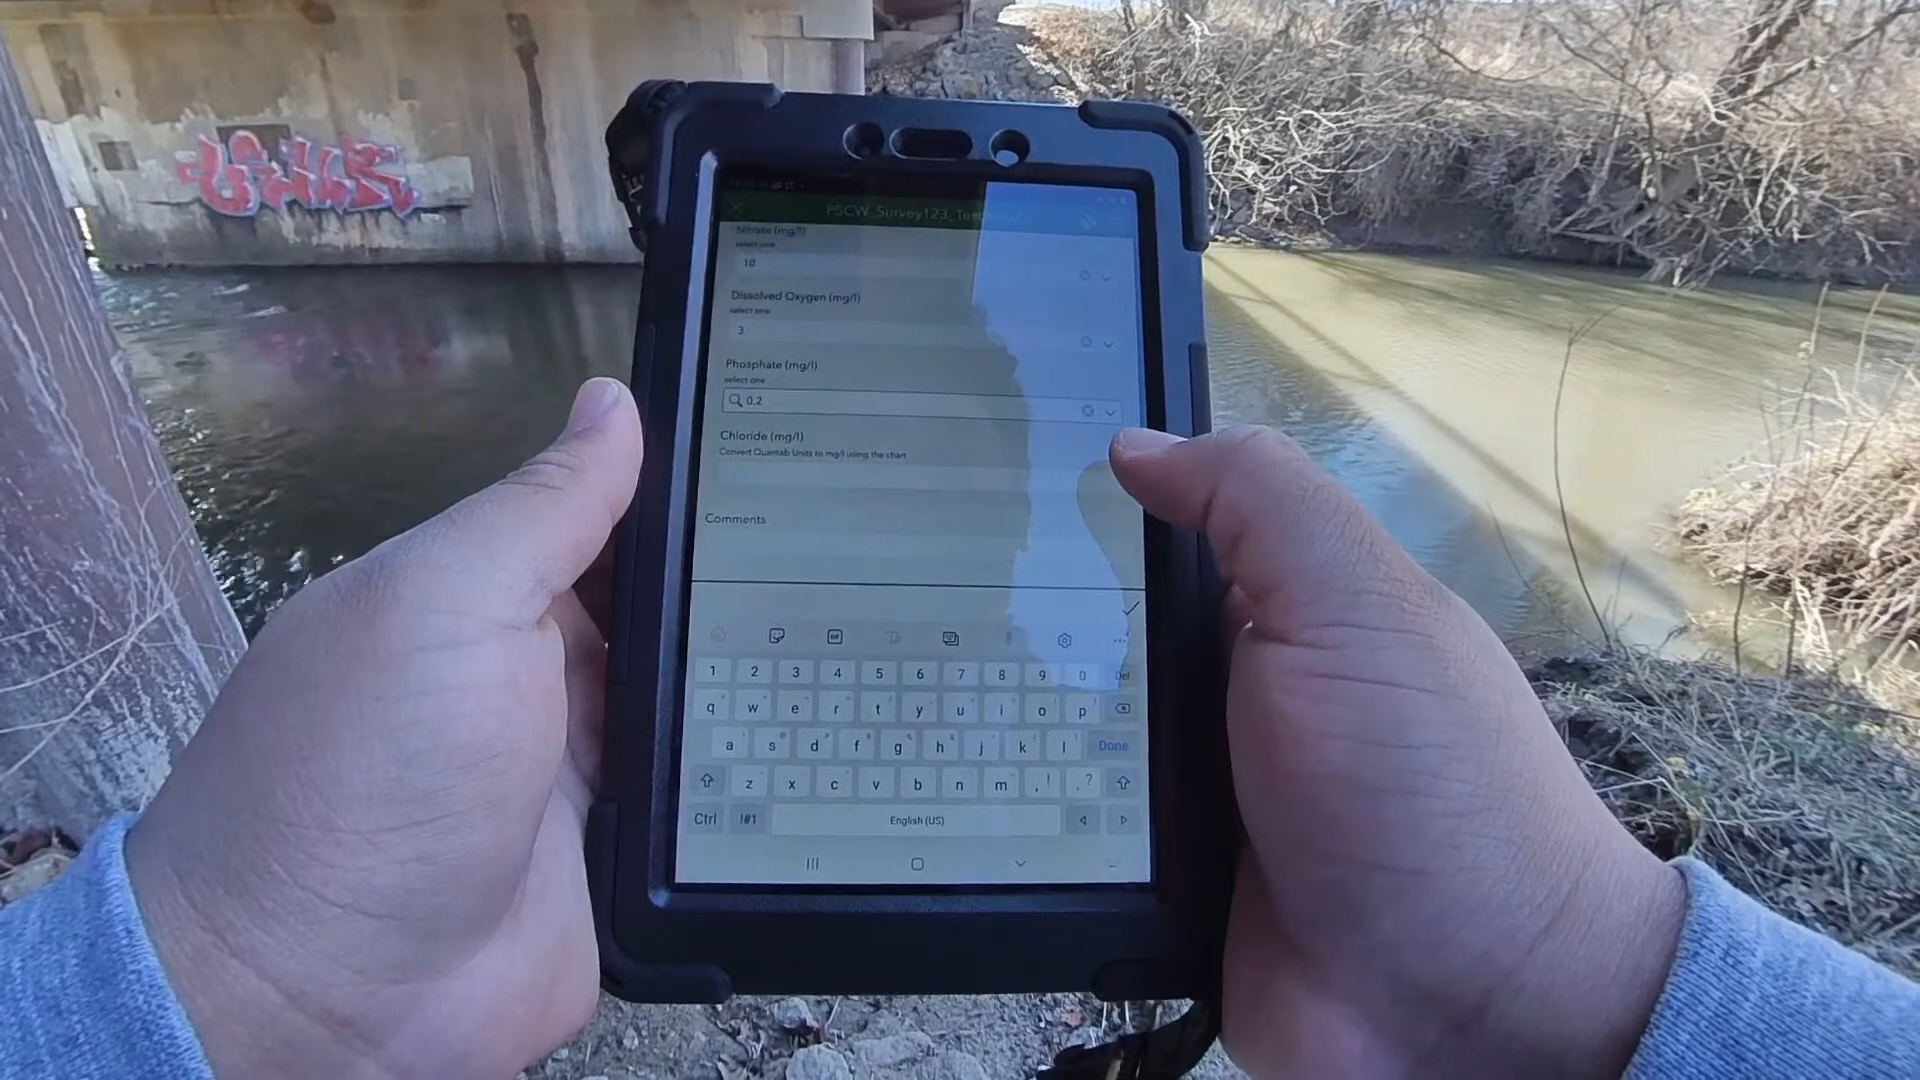 PSCW_Survey123_Test
Nitrate (mg/l)
select one
10
Dissolved Oxygen (mg/l)
select one
3
Phosphate (mg/l)
select one
0.2
Chloride (mg/l)
Convert Quantab Units to mg/l using the chart
Comments
1 2 3 4 5 6 7 8 9 0 Del
q w e r t y u i o p
a s d f g h j k l Done
z x c v b n m , ! . ?
Ctrl !#1 English (US)